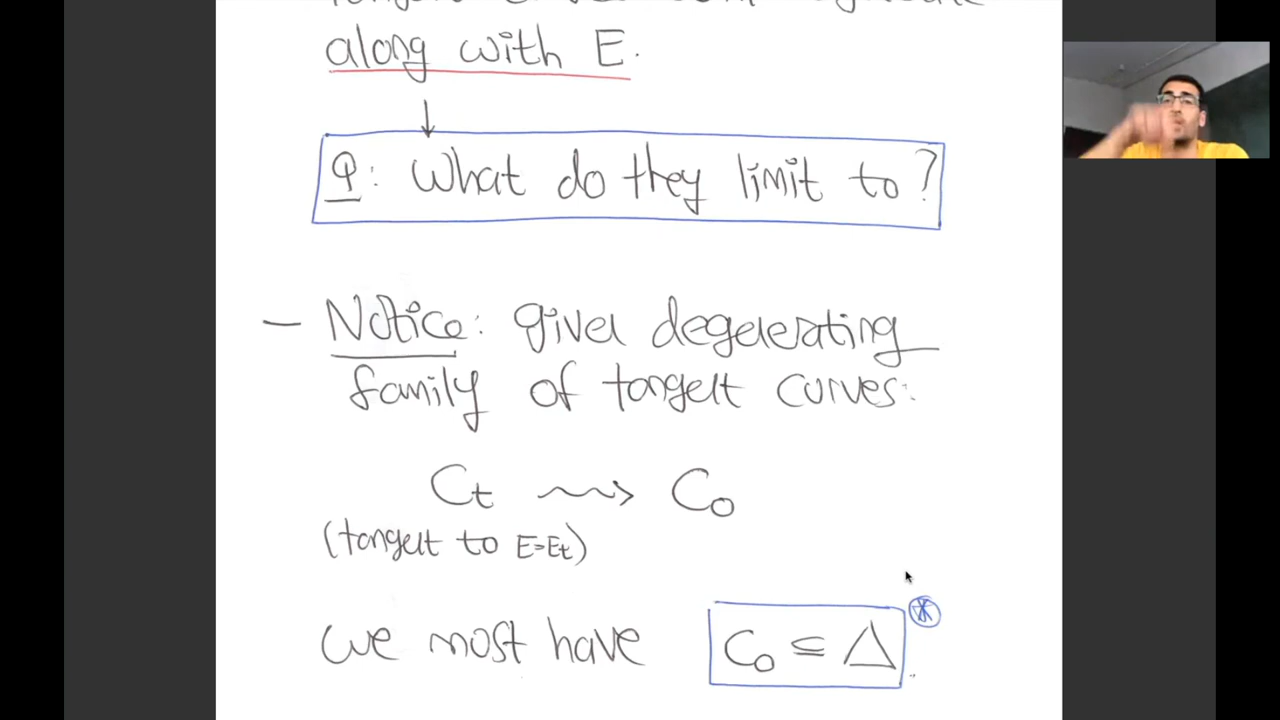 along with E.
↓
Q: What do they limit to?
- Notice: given degenerating
family of tangent curves:
Ct ⇝ C0
(tangent to E=Et)
we must have C0 ⊆ Δ. *